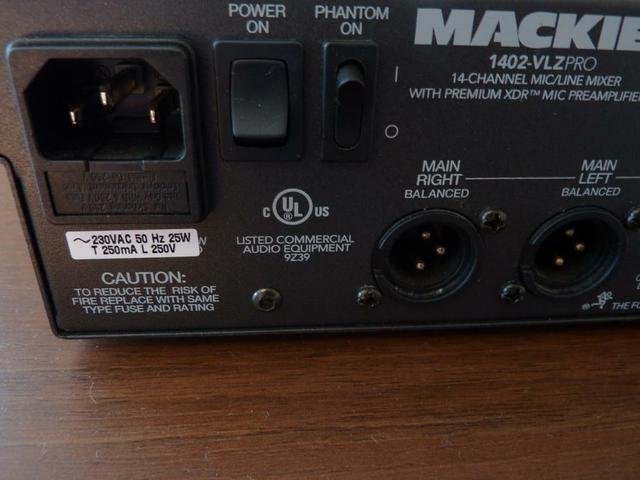 POWER
ON
PHANTOM
ON
MACKIE
1402-VLZPRO
14-CHANNEL MIC/LINE MIXER
WITH PREMIUM XDR™ MIC PREAMPLIFIER
MAIN
RIGHT
BALANCED
MAIN
LEFT
BALANCED
C UL US
LISTED COMMERCIAL
AUDIO EQUIPMENT
9Z39
~230VAC 50 Hz 25W
T 250mA L 250V
CAUTION:
TO REDUCE THE RISK OF
FIRE REPLACE WITH SAME
TYPE FUSE AND RATING
® THE